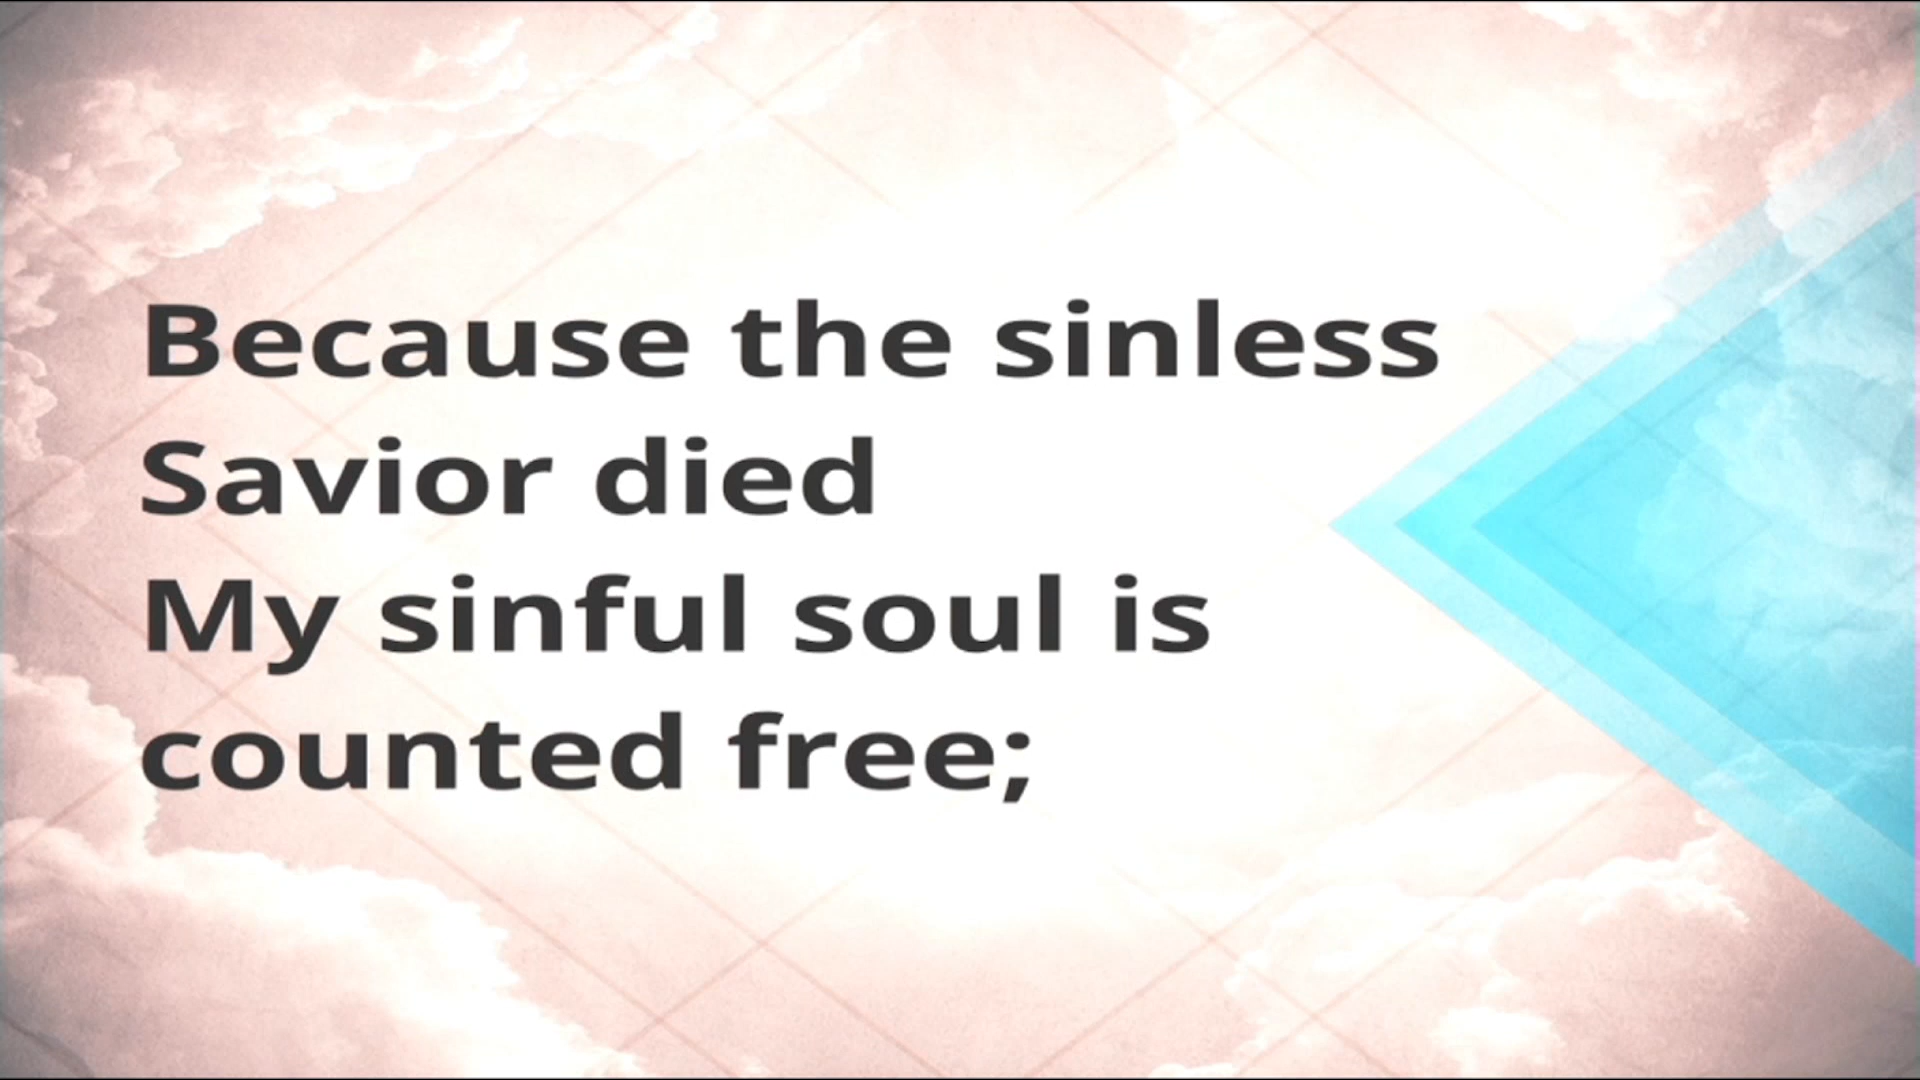 Because the sinless
Savior died
My sinful soul is
counted free;